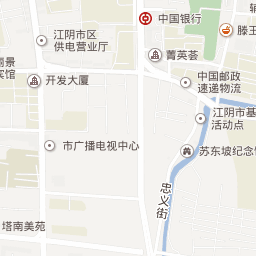 中国银行
江阴市区
供电营业厅
菁英荟
滕王
宾馆
开发大厦
中国邮政
速递物流
江阴市基
活动点
市广播电视中心
苏东坡纪念
忠义街
塔南美苑